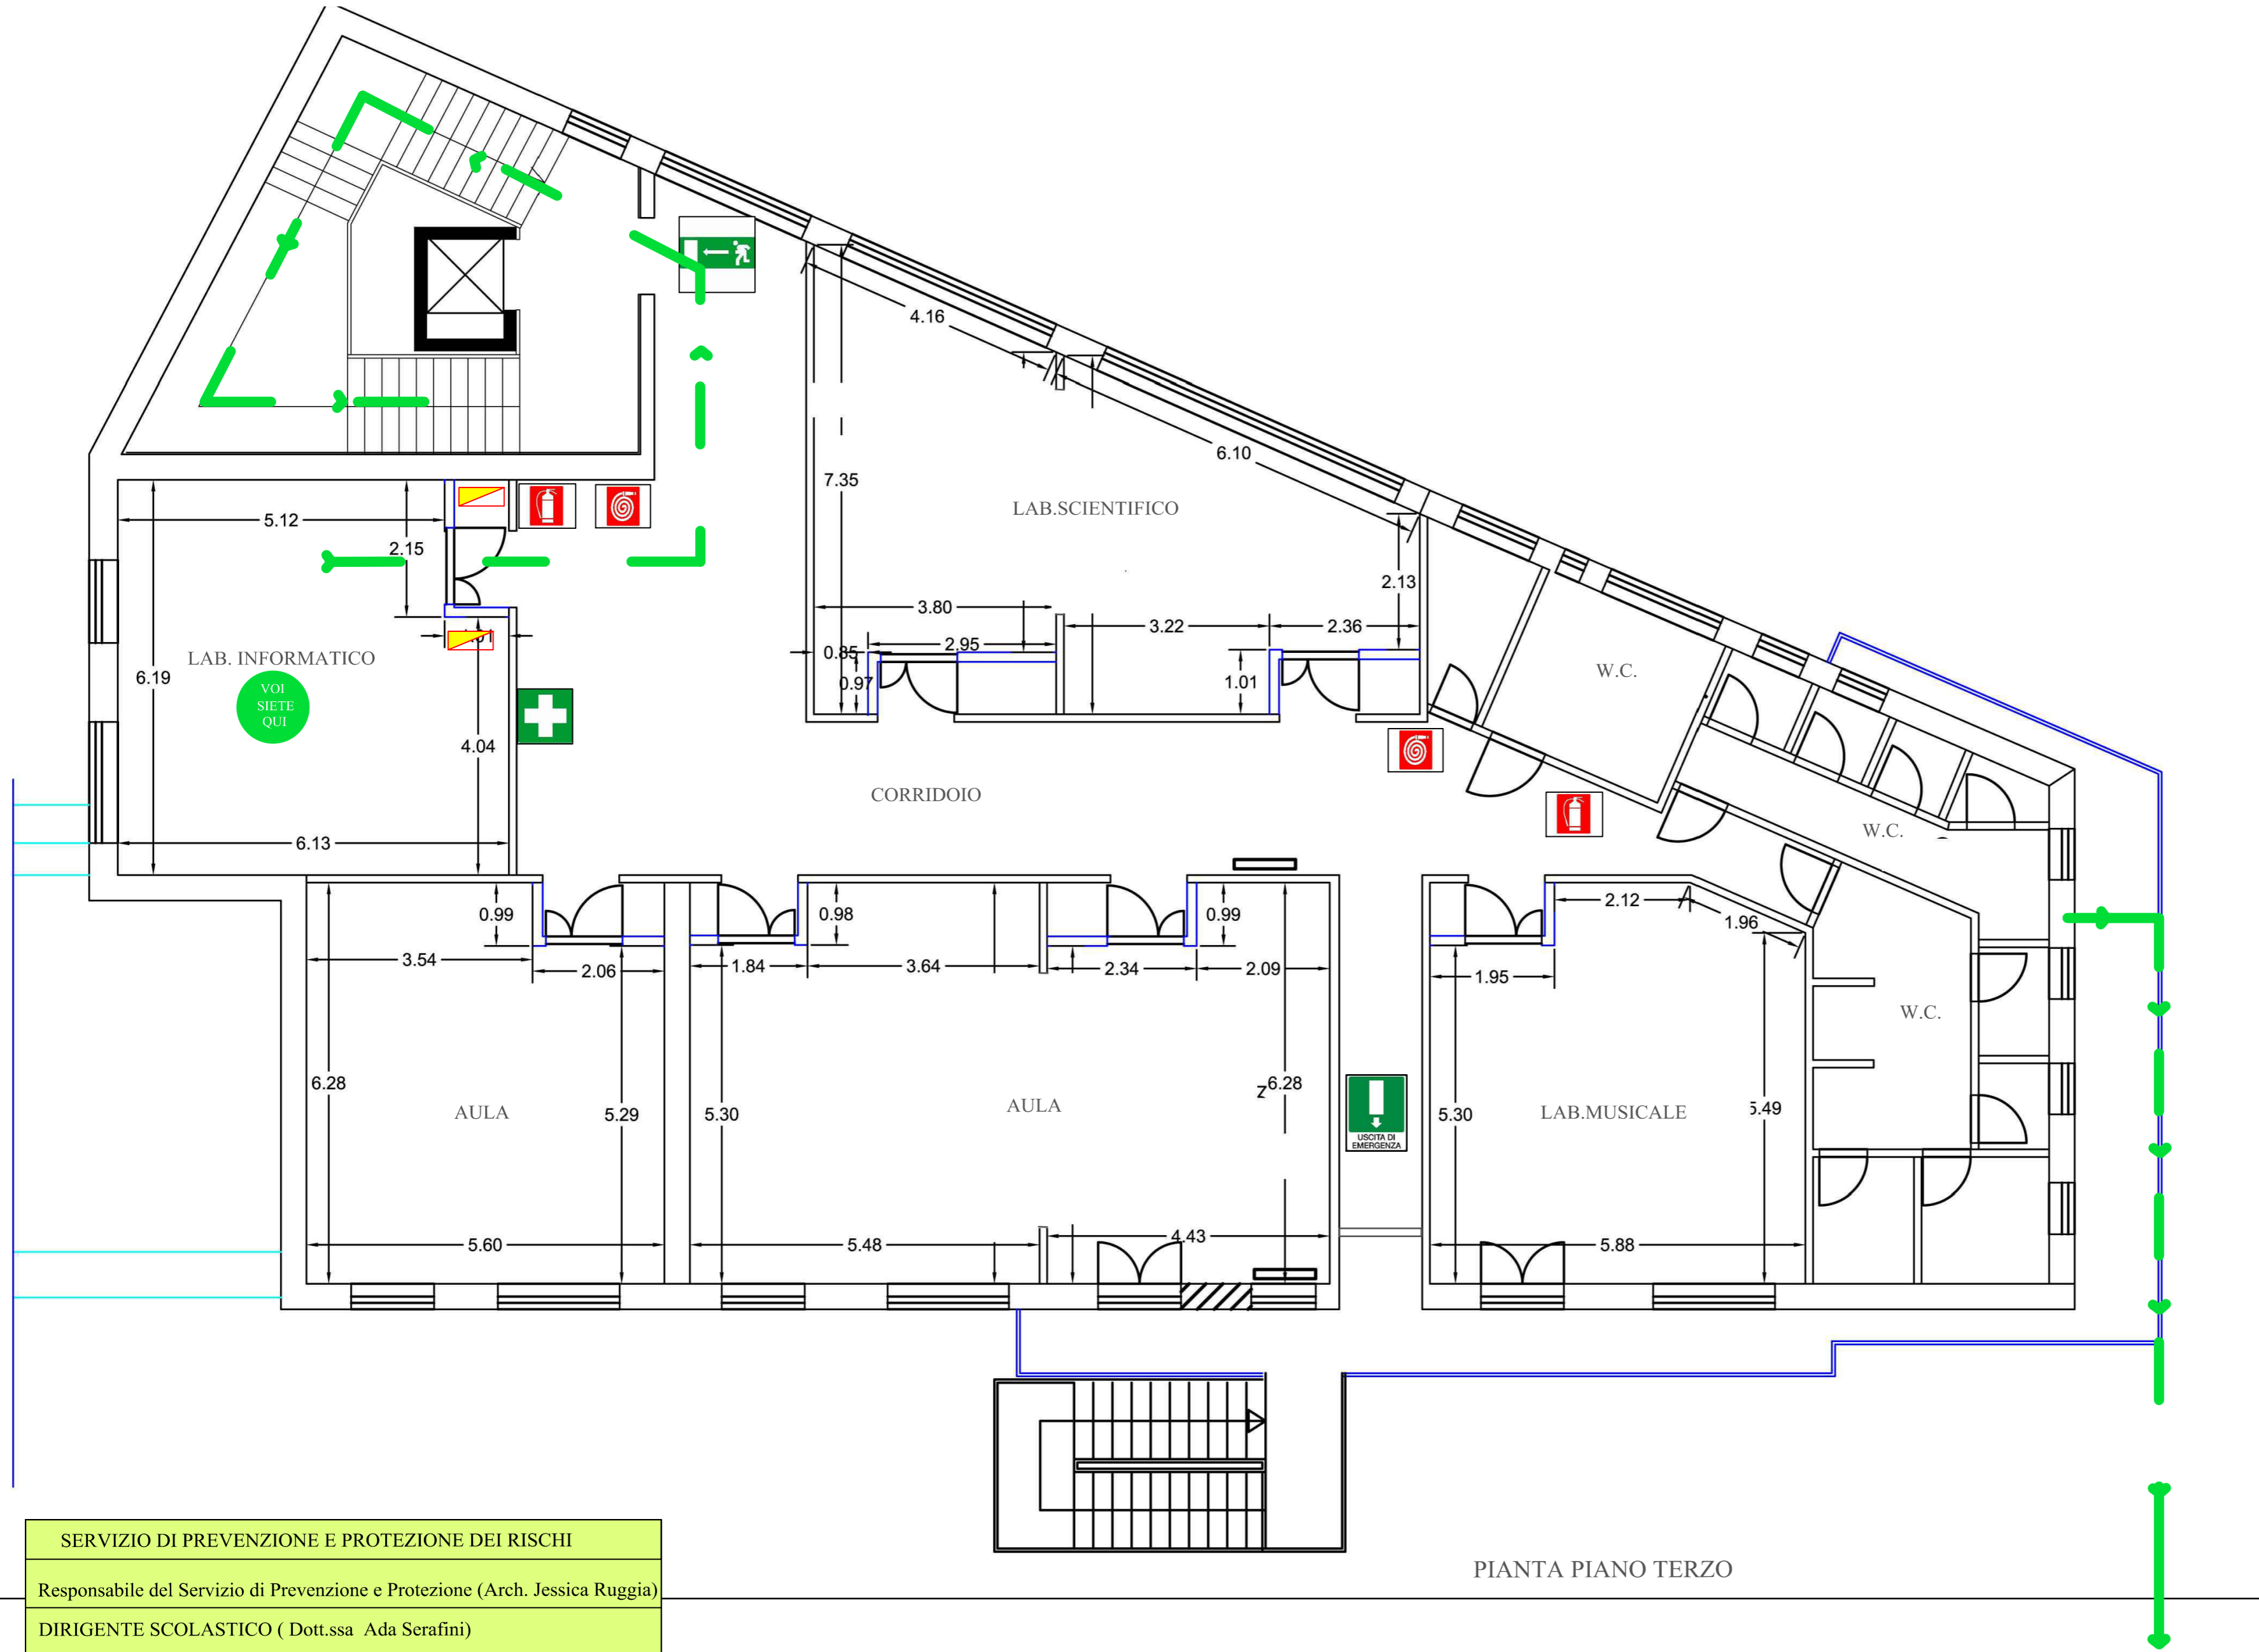 4.16
6.10
7.35
LAB.SCIENTIFICO
5.12
2.15
2.13
3.80
3.22
2.36
2.95
0.85
0.97
1.01
LAB. INFORMATICO
6.19
VOI
SIETE
QUI
4.04
6.13
W.C.
CORRIDOIO
W.C.
0.99
0.98
0.99
2.12
1.96
3.54
2.06
1.84
3.64
2.34
2.09
1.95
W.C.
6.28
AULA
5.29
5.30
AULA
Z
6.28
USCITA DI
EMERGENZA
5.30
LAB.MUSICALE
5.49
5.60
5.48
4.43
5.88
SERVIZIO DI PREVENZIONE E PROTEZIONE DEI RISCHI
Responsabile del Servizio di Prevenzione e Protezione (Arch. Jessica Ruggia)
DIRIGENTE SCOLASTICO ( Dott.ssa Ada Serafini)
PIANTA PIANO TERZO